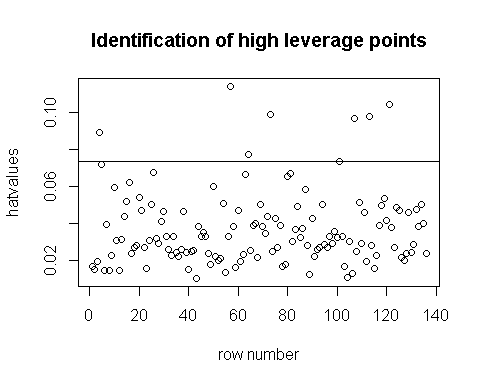 Identification of high leverage points
hatvalues
0.10
0.06
0.02
0 20 40 60 80 100 120 140
row number